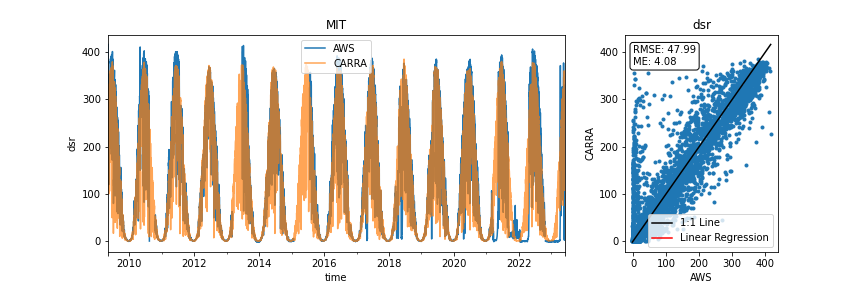 MIT
dsr
400
300
200
100
0
dsr
AWS
CARRA
2010
2012
2014
2016
2018
2020
2022
time
dsr
RMSE: 47.99
ME: 4.08
400
300
200
100
0
CARRA
1:1 Line
Linear Regression
0
100
200
300
400
AWS